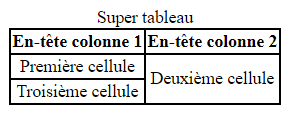 Super tableau
En-tête colonne 1 En-tête colonne 2
Première cellule
Deuxième cellule
Troisième cellule